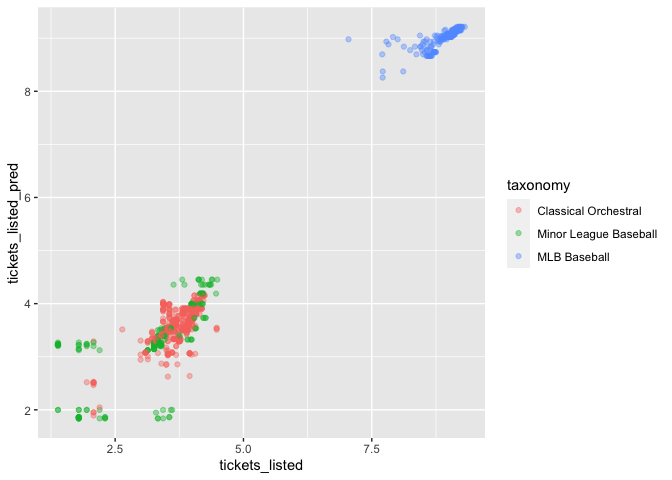 8
6
4
2
tickets_listed_pred
2.5 5.0 7.5
tickets_listed
taxonomy
Classical Orchestral
Minor League Baseball
MLB Baseball